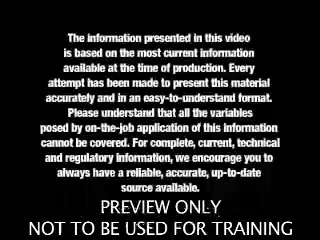 The information presented in this video
is based on the most current information
available at the time of production. Every
attempt has been made to present this material
accurately and in an easy-to-understand format.
Please understand that all the variables
posed by on-the-job application of this information
cannot be covered. For complete, current, technical
and regulatory information, we encourage you to
always have a reliable, accurate, up-to-date
source available.
PREVIEW ONLY
NOT TO BE USED FOR TRAINING